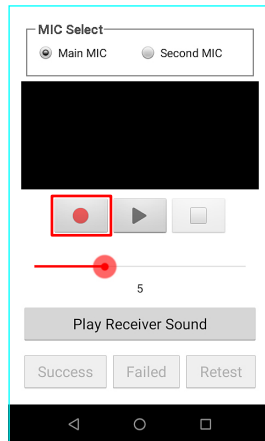 MIC Select
Main MIC Second MIC
5
Play Receiver Sound
Success Failed Retest